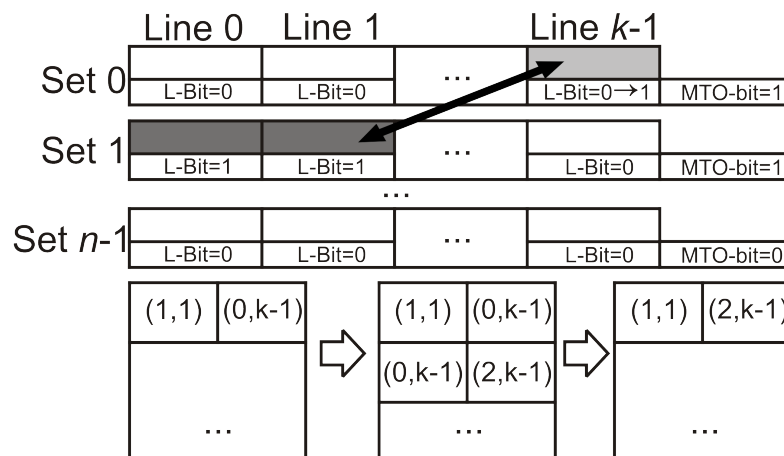 Line 0 Line 1 Line k-1
Set 0 ...
L-Bit=0 L-Bit=0 L-Bit=0→1 MTO-bit=1
Set 1 ...
L-Bit=1 L-Bit=1 L-Bit=0 MTO-bit=1
...
Set n-1 ...
L-Bit=0 L-Bit=0 L-Bit=0 MTO-bit=0
(1,1) (0,k-1) (1,1) (0,k-1) (1,1) (2,k-1)
(0,k-1) (2,k-1)
... ... ...